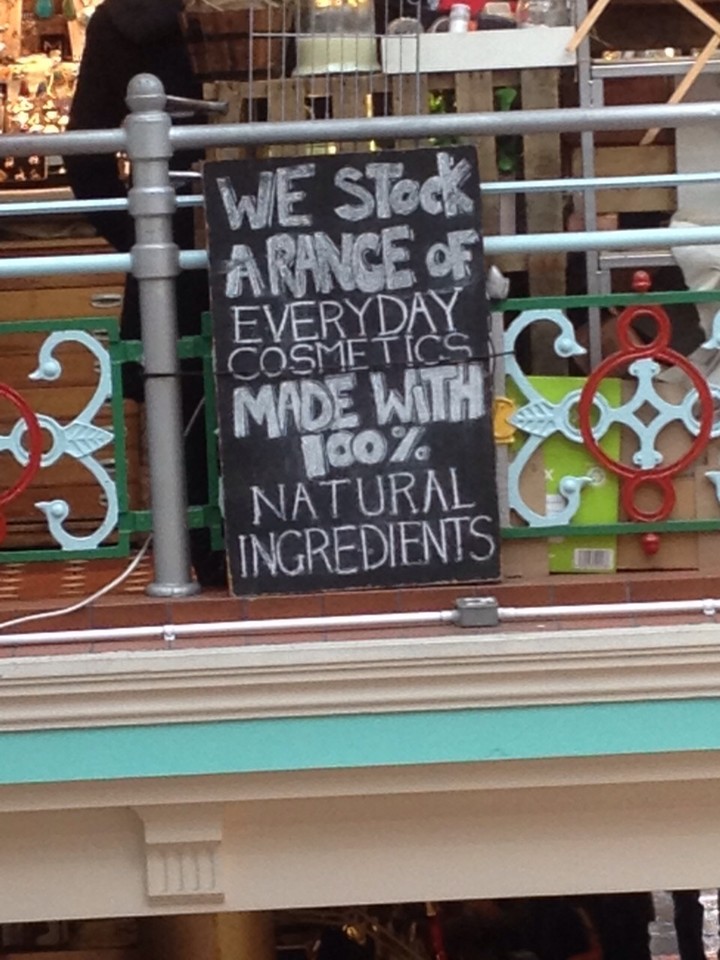 WE STOCK
A RANGE OF
EVERYDAY
COSMETICS
MADE WITH
100%
NATURAL
INGREDIENTS